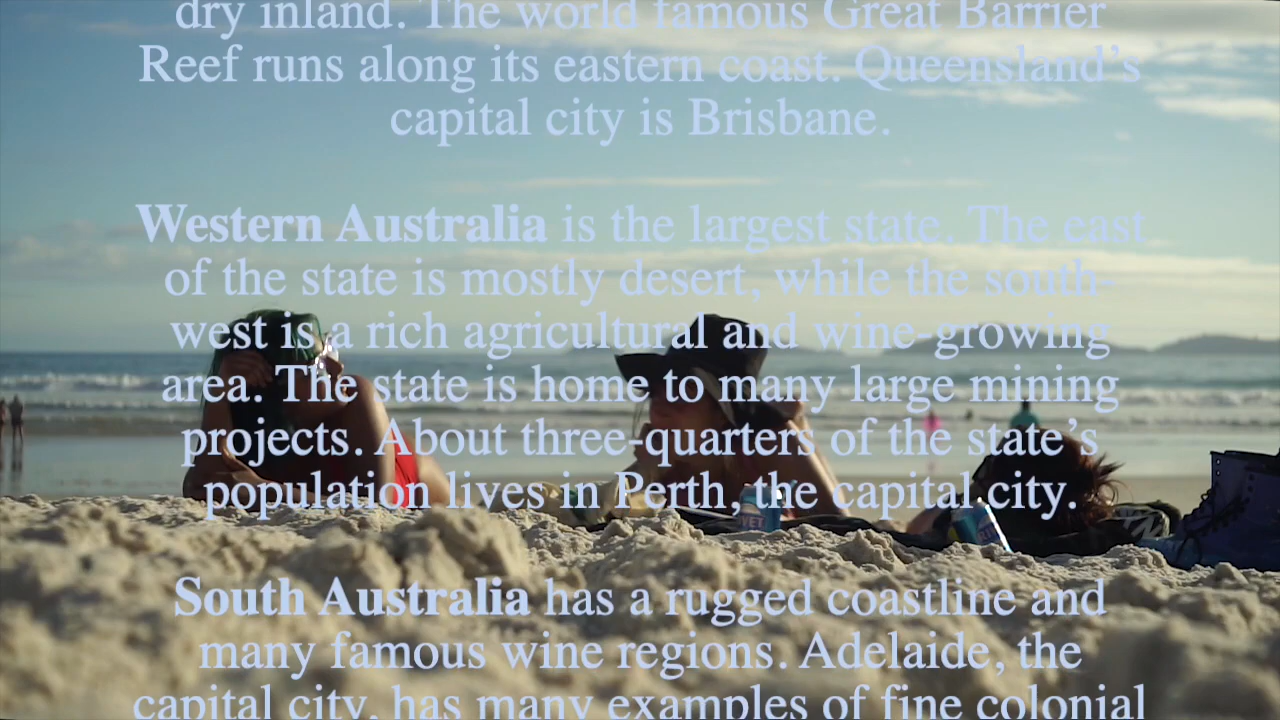 dry inland. The world famous Great Barrier
Reef runs along its eastern coast. Queensland’s
capital city is Brisbane.
Western Australia is the largest state. The east
of the state is mostly desert, while the south-
west is a rich agricultural and wine-growing
area. The state is home to many large mining
projects. About three-quarters of the state’s
population lives in Perth, the capital city.
South Australia has a rugged coastline and
many famous wine regions. Adelaide, the
capital city, has many examples of fine colonial